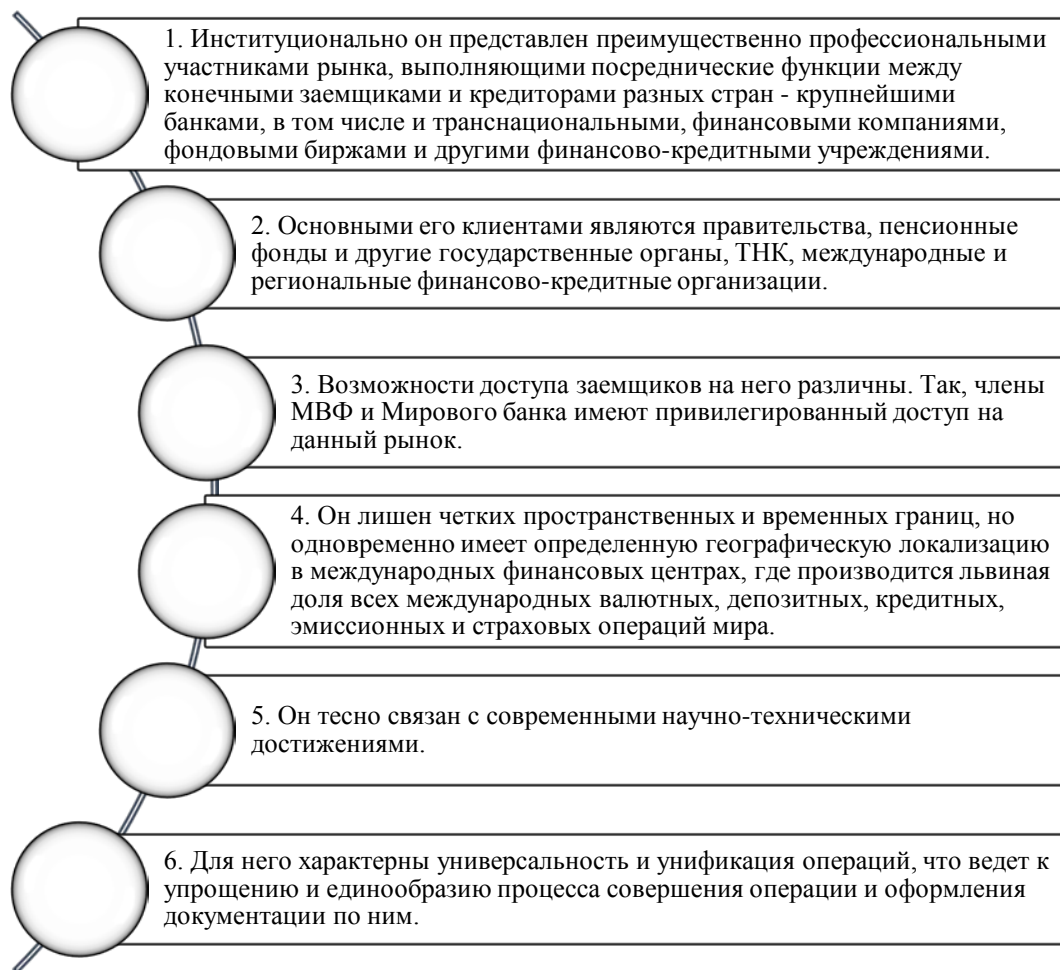 1. Институционально он представлен преимущественно профессиональными
участниками рынка, выполняющими посреднические функции между
конечными заемщиками и кредиторами разных стран - крупнейшими
банками, в том числе и транснациональными, финансовыми компаниями,
фондовыми биржами и другими финансово-кредитными учреждениями.
2. Основными его клиентами являются правительства, пенсионные
фонды и другие государственные органы, ТНК, международные и
региональные финансово-кредитные организации.
3. Возможности доступа заемщиков на него различны. Так, члены
МВФ и Мирового банка имеют привилегированный доступ на
данный рынок.
4. Он лишен четких пространственных и временных границ, но
одновременно имеет определенную географическую локализацию
в международных финансовых центрах, где производится львиная
доля всех международных валютных, депозитных, кредитных,
эмиссионных и страховых операций мира.
5. Он тесно связан с современными научно-техническими
достижениями.
6. Для него характерны универсальность и унификация операций, что ведет к
упрощению и единообразию процесса совершения операции и оформления
документации по ним.